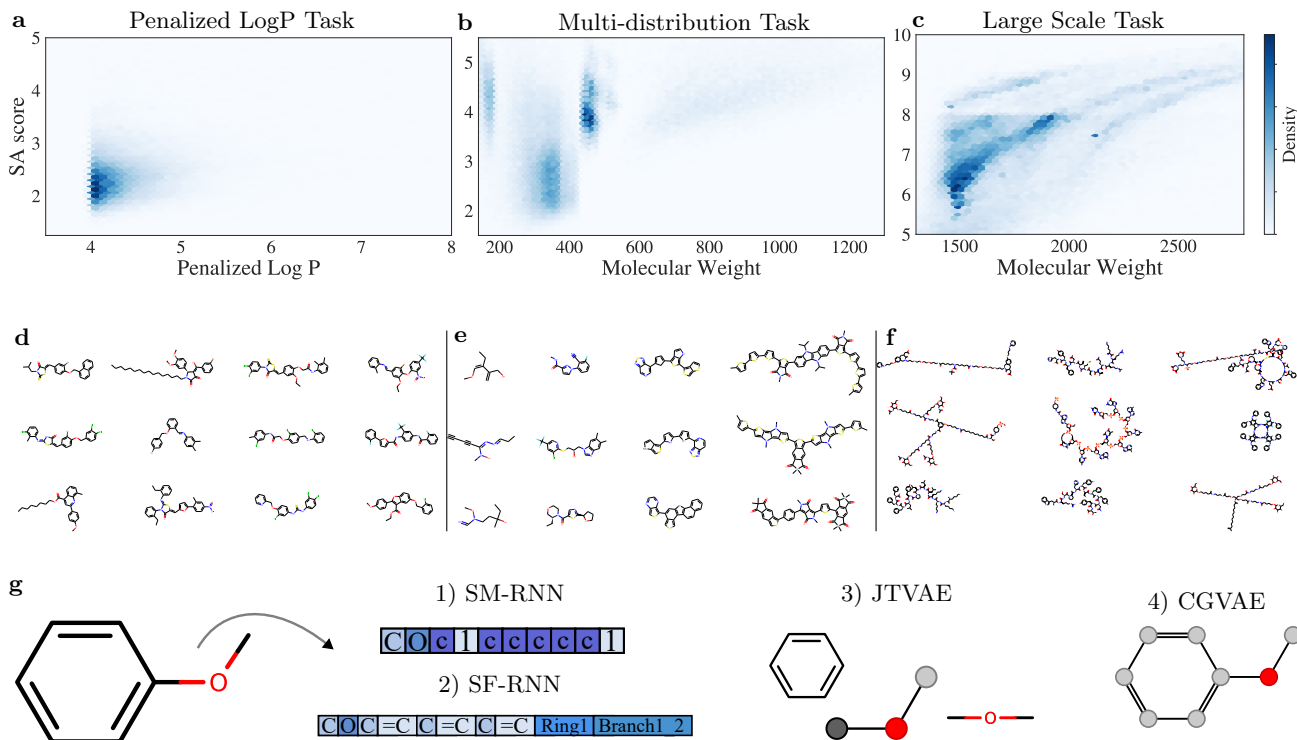 a Penalized LogP Task
5
4
3
2
SA score
4 5 6 7 8
Penalized Log P
b Multi-distribution Task
5
4
3
2
200 400 600 800 1000 1200
Molecular Weight
c Large Scale Task
10
9
8
7
6
5
1500 2000 2500
Molecular Weight
Density
d
e
f
g
1) SM-RNN
C O c 1 c c c c c 1
2) SF-RNN
C O C =C C =C C =C Ring1 Branch1_2
O
3) JTVAE
O
4) CGVAE